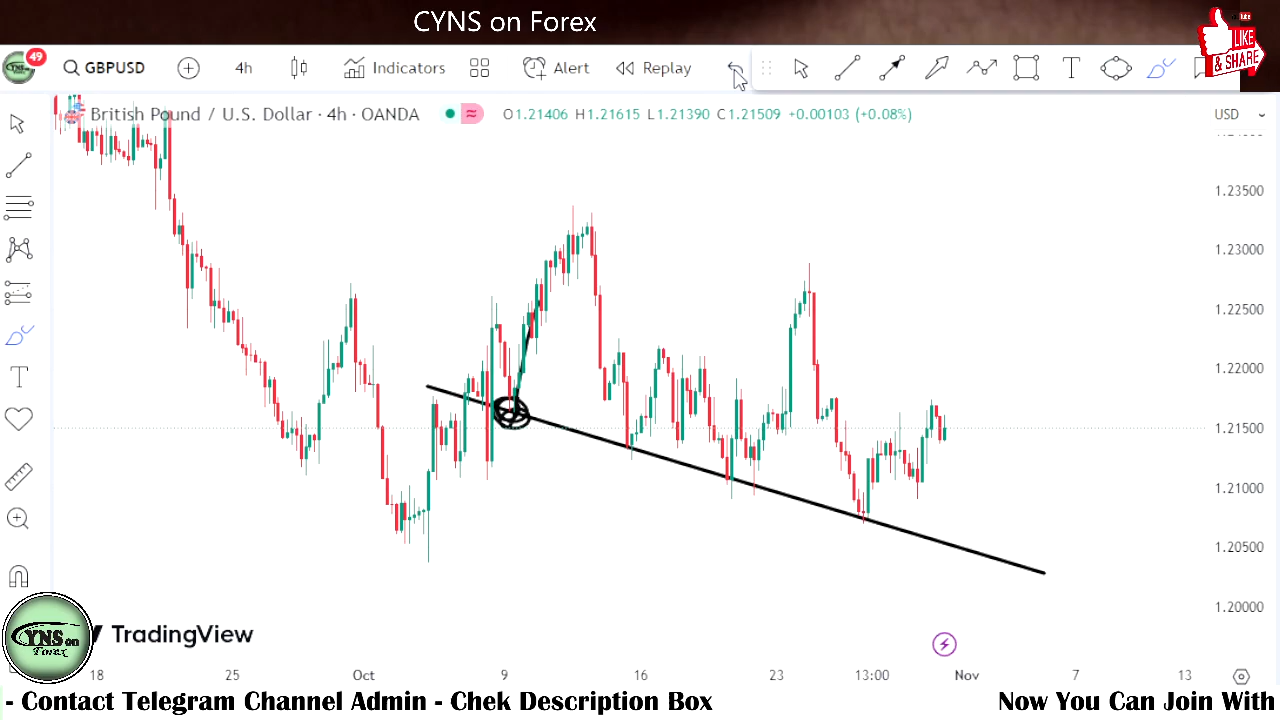 CYNS on Forex
LIKE
& SHARE
49
GBPUSD
4h
Indicators
Alert
Replay
British Pound / U.S. Dollar · 4h · OANDA
O1.21406 H1.21615 L1.21390 C1.21509 +0.00103 (+0.08%)
USD
1.23500
1.23000
1.22500
1.22000
1.21500
1.21000
1.20500
1.20000
TradingView
CYNS on
Forex
18 25 Oct 9 16 23 13:00 Nov 7 13
- Contact Telegram Channel Admin - Chek Description Box
Now You Can Join With